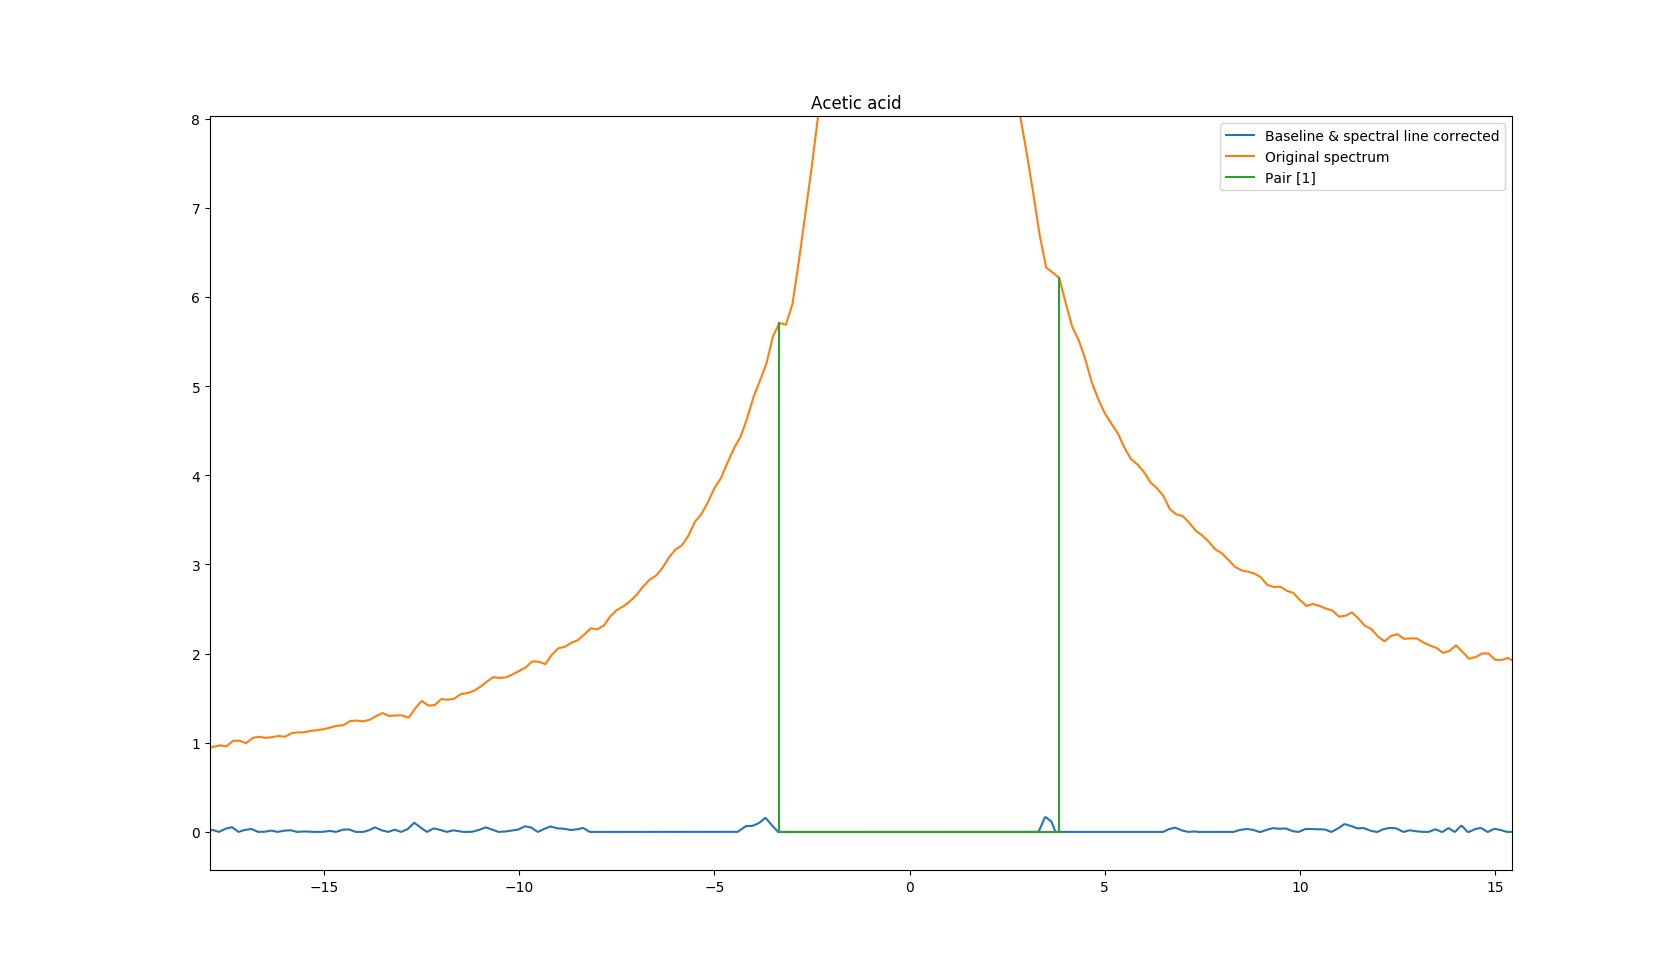 Acetic acid
Baseline & spectral line corrected
Original spectrum
Pair [1]
8
7
6
5
4
3
2
1
0
−15 −10 −5 0 5 10 15